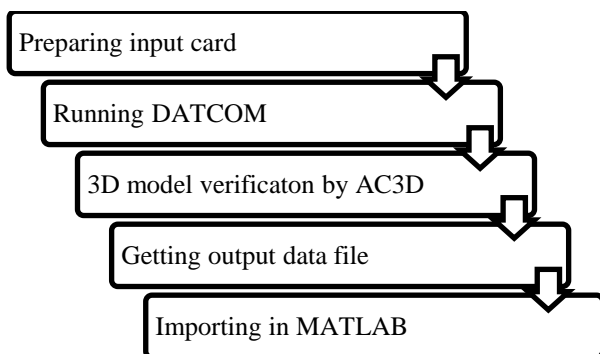 Preparing input card
Running DATCOM
3D model verificaton by AC3D
Getting output data file
Importing in MATLAB